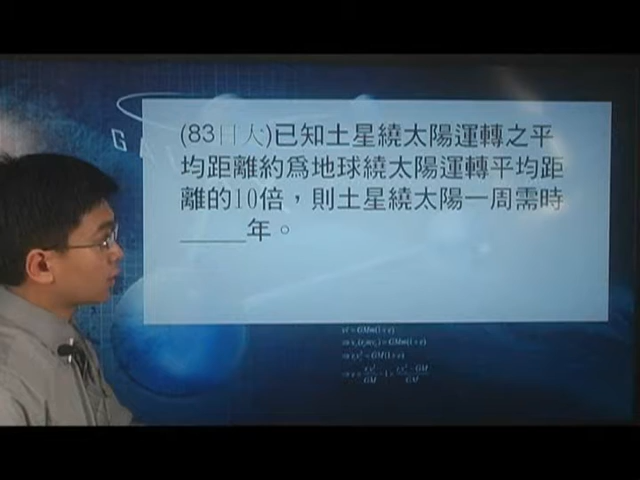 (83日大)已知土星繞太陽運轉之平
均距離約為地球繞太陽運轉平均距
離的10倍，則土星繞太陽一周需時
_____年。